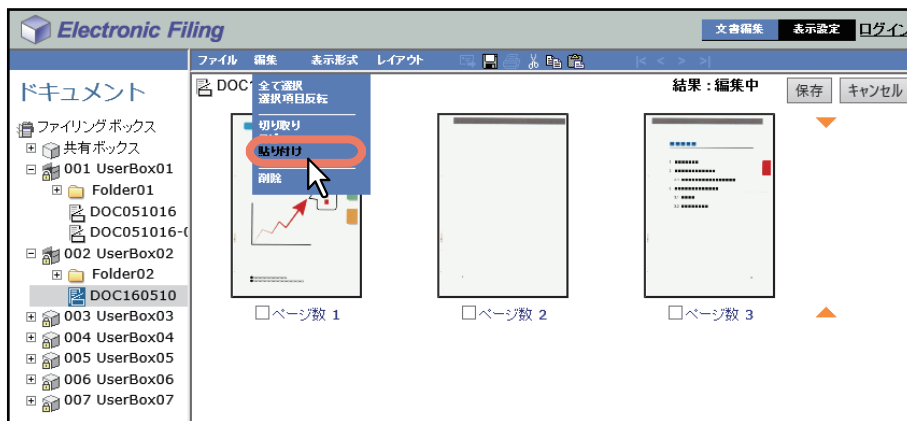 Electronic Filing
文書編集 表示設定 ログイン
ファイル 編集 表示形式 レイアウト |< < > >|
ドキュメント
ファイリングボックス
共有ボックス
001 UserBox01
Folder01
DOC051016
DOC051016-(
002 UserBox02
Folder02
DOC160510
003 UserBox03
004 UserBox04
005 UserBox05
006 UserBox06
007 UserBox07
DOC
結果:編集中
保存 キャンセル
全て選択
選択項目反転
切り取り
貼り付け
削除
ページ数 1
ページ数 2
ページ数 3